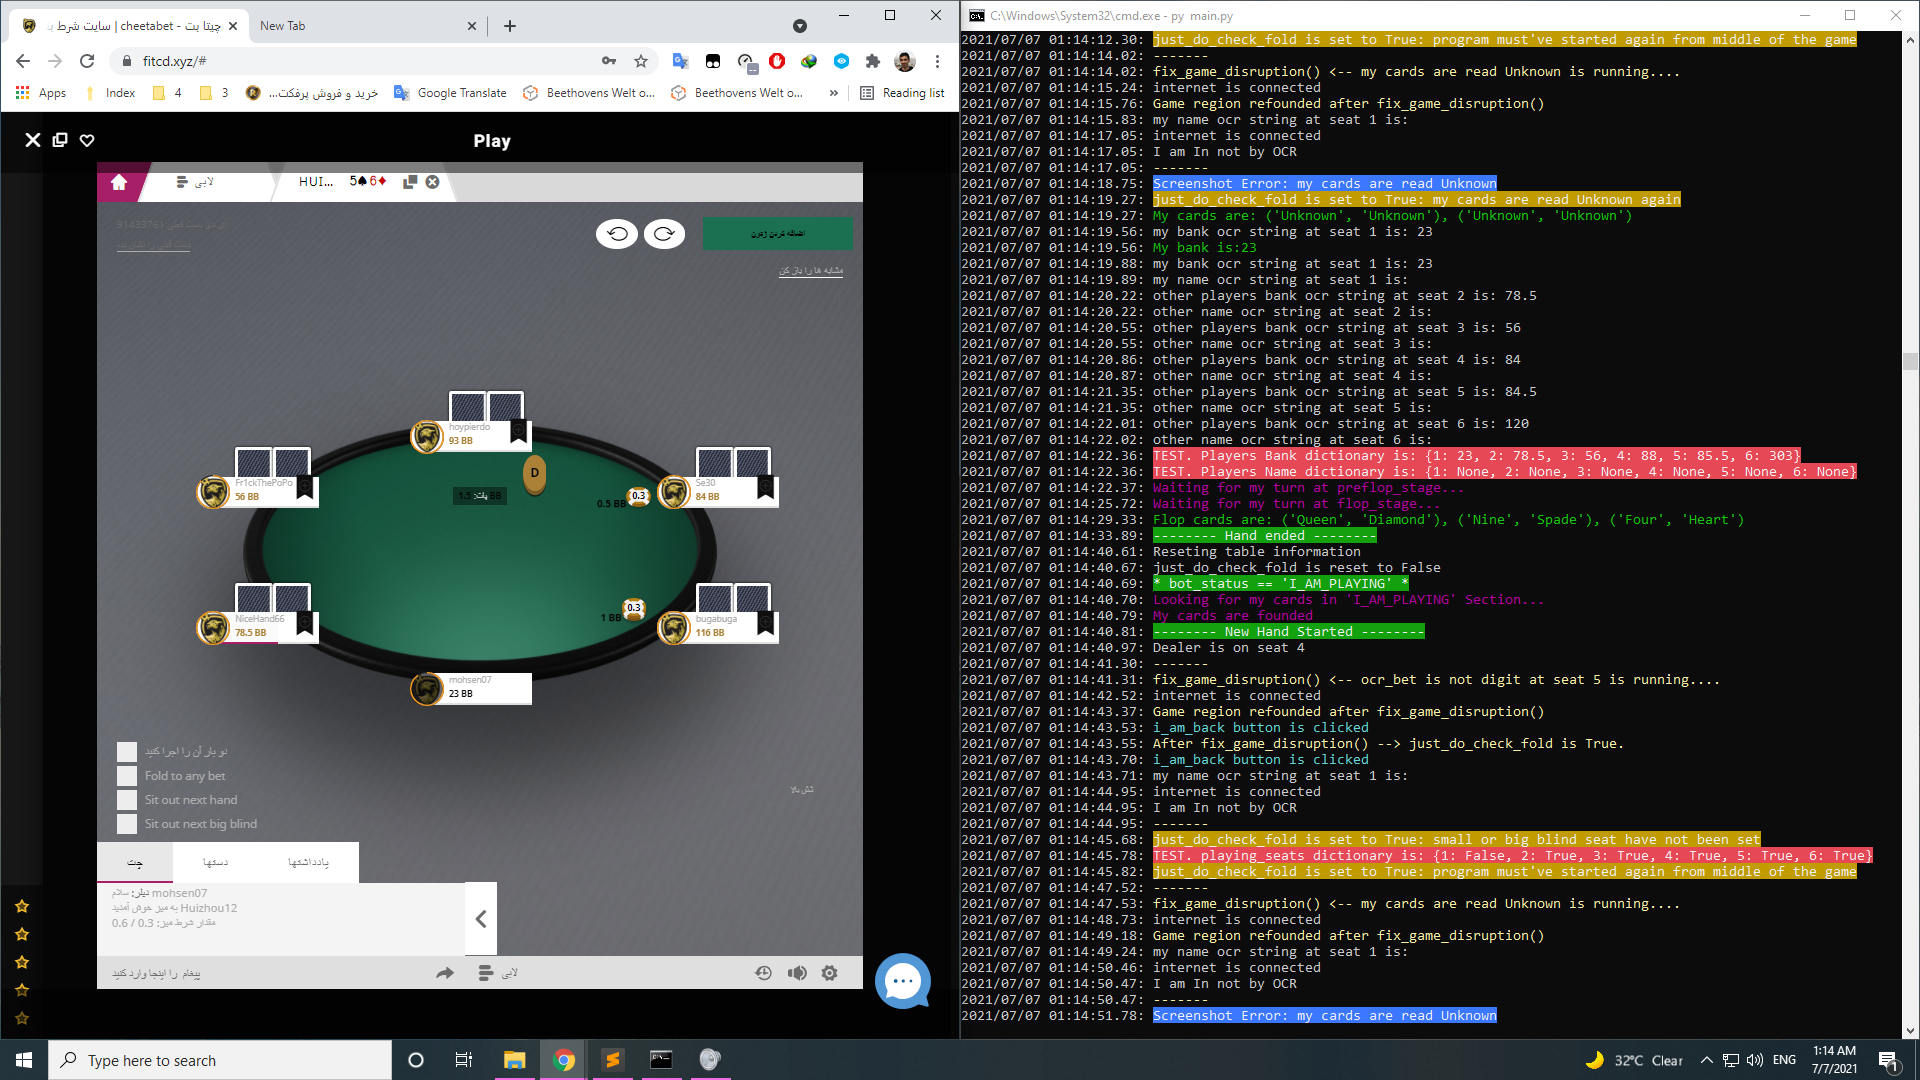 چیتا بت - cheetabet | سایت شرط
New Tab
fitcd.xyz/#
Apps
Index
4
3
خرید و فروش پرفکت...
Google Translate
Beethovens Welt o...
Beethovens Welt o...
»
Reading list
Play
لابی
HUI...
5♠6♦
91433761
اضافه کردن ژتون
مشابه ها را باز کن
hoypierdo
93 BB
D
Fr1ckThePoPo
56 BB
Se30
84 BB
پات: 1.5 BB
0.5 BB
0.3
NiceHand66
78.5 BB
bugabuga
116 BB
1 BB
0.3
mohsen07
23 BB
دو بار آن را اجرا کنید
Fold to any bet
Sit out next hand
Sit out next big blind
تش بالا
چت
دستها
یادداشتها
دیلر: سلام mohsen07
به میز خوش آمدید Huizhou12
مقدار شرط میز: 0.3 / 0.6
پیغام را اینجا وارد کنید
لابی
C:\Windows\System32\cmd.exe - py  main.py
2021/07/07 01:14:12.30: just_do_check_fold is set to True: program must've started again from middle of the game
2021/07/07 01:14:14.02: -------
2021/07/07 01:14:14.02: fix_game_disruption() <-- my cards are read Unknown is running....
2021/07/07 01:14:15.24: internet is connected
2021/07/07 01:14:15.76: Game region refounded after fix_game_disruption()
2021/07/07 01:14:15.83: my name ocr string at seat 1 is:
2021/07/07 01:14:17.05: internet is connected
2021/07/07 01:14:17.05: I am In not by OCR
2021/07/07 01:14:17.05: -------
2021/07/07 01:14:18.75: Screenshot Error: my cards are read Unknown
2021/07/07 01:14:19.27: just_do_check_fold is set to True: my cards are read Unknown again
2021/07/07 01:14:19.27: My cards are: ('Unknown', 'Unknown'), ('Unknown', 'Unknown')
2021/07/07 01:14:19.56: my bank ocr string at seat 1 is: 23
2021/07/07 01:14:19.56: My bank is:23
2021/07/07 01:14:19.88: my bank ocr string at seat 1 is: 23
2021/07/07 01:14:19.89: my name ocr string at seat 1 is:
2021/07/07 01:14:20.22: other players bank ocr string at seat 2 is: 78.5
2021/07/07 01:14:20.22: other name ocr string at seat 2 is:
2021/07/07 01:14:20.55: other players bank ocr string at seat 3 is: 56
2021/07/07 01:14:20.55: other name ocr string at seat 3 is:
2021/07/07 01:14:20.86: other players bank ocr string at seat 4 is: 84
2021/07/07 01:14:20.87: other name ocr string at seat 4 is:
2021/07/07 01:14:21.35: other players bank ocr string at seat 5 is: 84.5
2021/07/07 01:14:21.35: other name ocr string at seat 5 is:
2021/07/07 01:14:22.01: other players bank ocr string at seat 6 is: 120
2021/07/07 01:14:22.02: other name ocr string at seat 6 is:
2021/07/07 01:14:22.36: TEST. Players Bank dictionary is: {1: 23, 2: 78.5, 3: 56, 4: 88, 5: 85.5, 6: 303}
2021/07/07 01:14:22.36: TEST. Players Name dictionary is: {1: None, 2: None, 3: None, 4: None, 5: None, 6: None}
2021/07/07 01:14:22.37: Waiting for my turn at preflop_stage...
2021/07/07 01:14:25.72: Waiting for my turn at flop_stage...
2021/07/07 01:14:29.33: Flop cards are: ('Queen', 'Diamond'), ('Nine', 'Spade'), ('Four', 'Heart')
2021/07/07 01:14:33.89: -------- Hand ended --------
2021/07/07 01:14:40.61: Reseting table information
2021/07/07 01:14:40.67: just_do_check_fold is reset to False
2021/07/07 01:14:40.69: * bot_status == 'I_AM_PLAYING' *
2021/07/07 01:14:40.70: Looking for my cards in 'I_AM_PLAYING' Section...
2021/07/07 01:14:40.79: My cards are founded
2021/07/07 01:14:40.81: -------- New Hand Started --------
2021/07/07 01:14:40.97: Dealer is on seat 4
2021/07/07 01:14:41.30: -------
2021/07/07 01:14:41.31: fix_game_disruption() <-- ocr_bet is not digit at seat 5 is running....
2021/07/07 01:14:42.52: internet is connected
2021/07/07 01:14:43.37: Game region refounded after fix_game_disruption()
2021/07/07 01:14:43.53: i_am_back button is clicked
2021/07/07 01:14:43.55: After fix_game_disruption() --> just_do_check_fold is True.
2021/07/07 01:14:43.70: i_am_back button is clicked
2021/07/07 01:14:43.71: my name ocr string at seat 1 is:
2021/07/07 01:14:44.95: internet is connected
2021/07/07 01:14:44.95: I am In not by OCR
2021/07/07 01:14:44.95: -------
2021/07/07 01:14:45.68: just_do_check_fold is set to True: small or big blind seat have not been set
2021/07/07 01:14:45.78: TEST. playing_seats dictionary is: {1: False, 2: True, 3: True, 4: True, 5: True, 6: True}
2021/07/07 01:14:45.82: just_do_check_fold is set to True: program must've started again from middle of the game
2021/07/07 01:14:47.52: -------
2021/07/07 01:14:47.53: fix_game_disruption() <-- my cards are read Unknown is running....
2021/07/07 01:14:48.73: internet is connected
2021/07/07 01:14:49.18: Game region refounded after fix_game_disruption()
2021/07/07 01:14:49.24: my name ocr string at seat 1 is:
2021/07/07 01:14:50.46: internet is connected
2021/07/07 01:14:50.47: I am In not by OCR
2021/07/07 01:14:50.47: -------
2021/07/07 01:14:51.78: Screenshot Error: my cards are read Unknown
Type here to search
32°C Clear
ENG
1:14 AM
7/7/2021
1